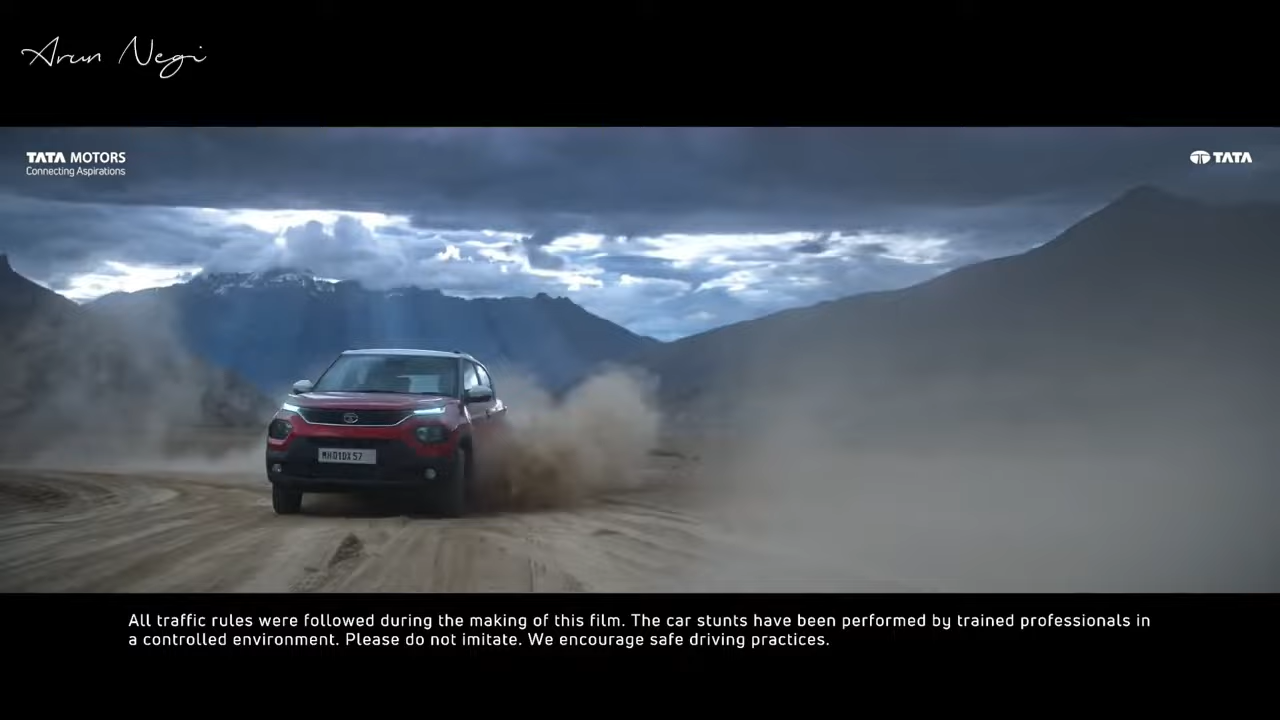 Arun Negi
TATA MOTORS
Connecting Aspirations
TATA
MH01DX57
All traffic rules were followed during the making of this film. The car stunts have been performed by trained professionals in
a controlled environment. Please do not imitate. We encourage safe driving practices.